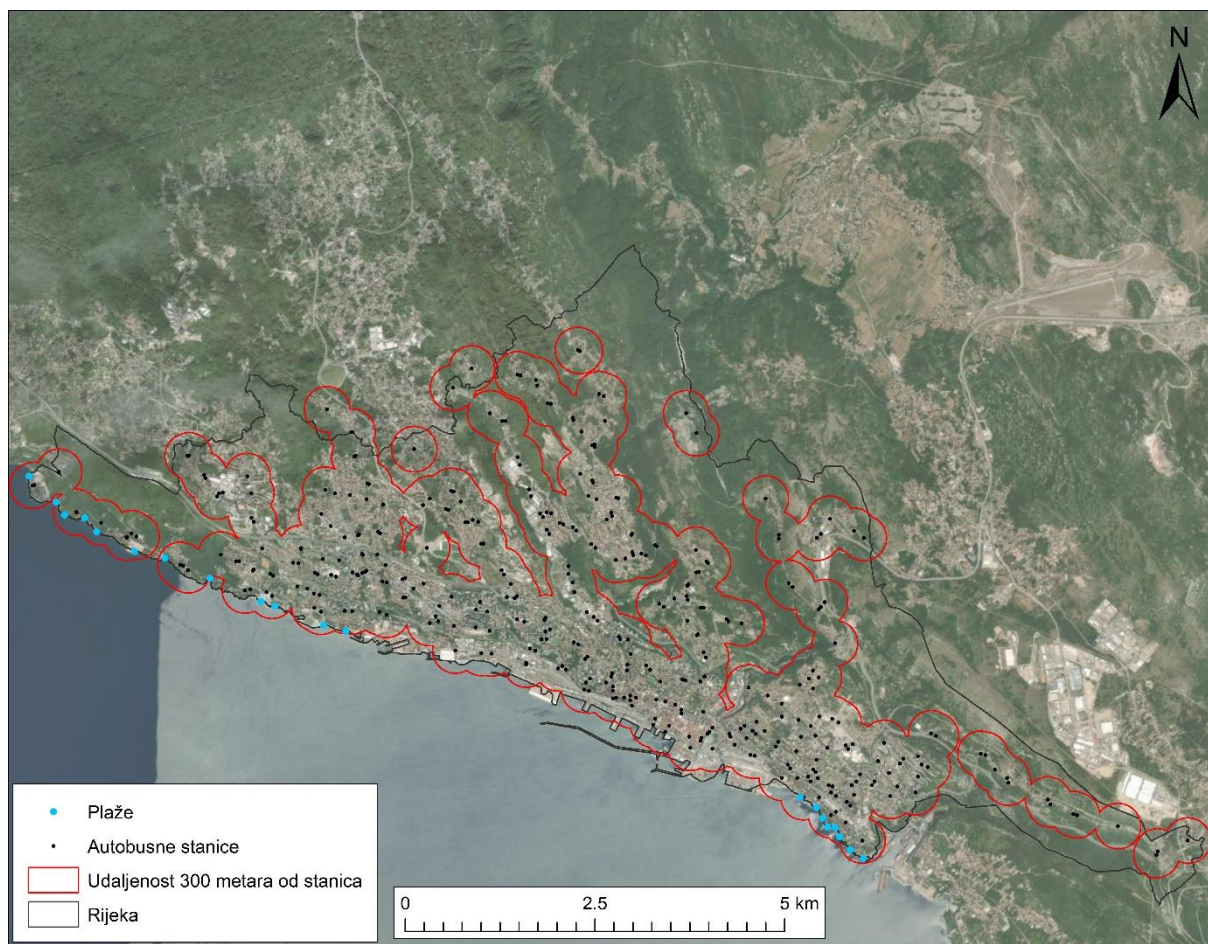 N
Plaže
Autobusne stanice
Udaljenost 300 metara od stanica
Rijeka
0 2.5 5 km